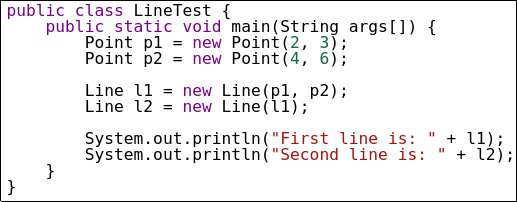 public class LineTest {
    public static void main(String args[]) {
        Point p1 = new Point(2, 3);
        Point p2 = new Point(4, 6);

        Line l1 = new Line(p1, p2);
        Line l2 = new Line(l1);

        System.out.println("First line is: " + l1);
        System.out.println("Second line is: " + l2);
    }
}